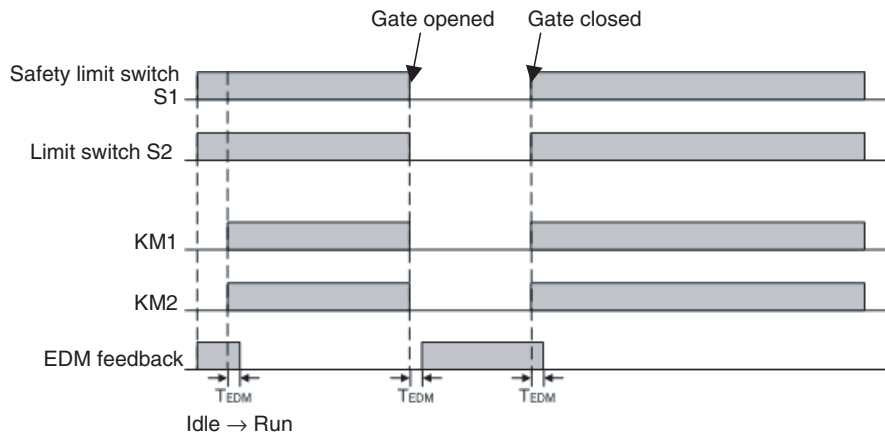 Gate opened
Gate closed
Safety limit switch
S1
Limit switch S2
KM1
KM2
EDM feedback
TEDM
TEDM
TEDM
Idle → Run